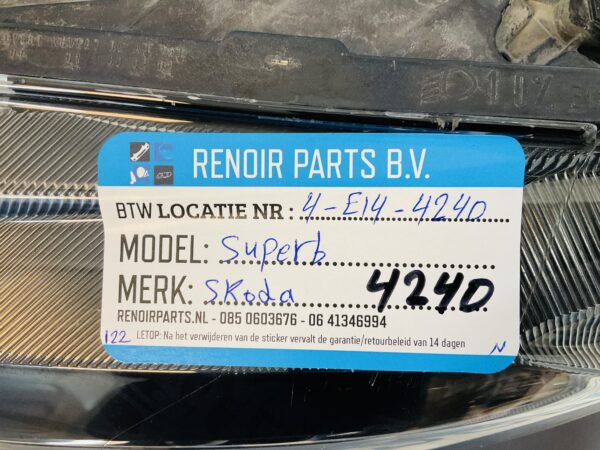 RENOIR PARTS B.V.
BTW LOCATIE NR: 4-E14-4240
MODEL: Superb
MERK: Skoda 4240
RENOIRPARTS.NL - 085 0603676 - 06 41346994
122 LETOP: Na het verwijderen van de sticker vervalt de garantie/retourbeleid van 14 dagen N